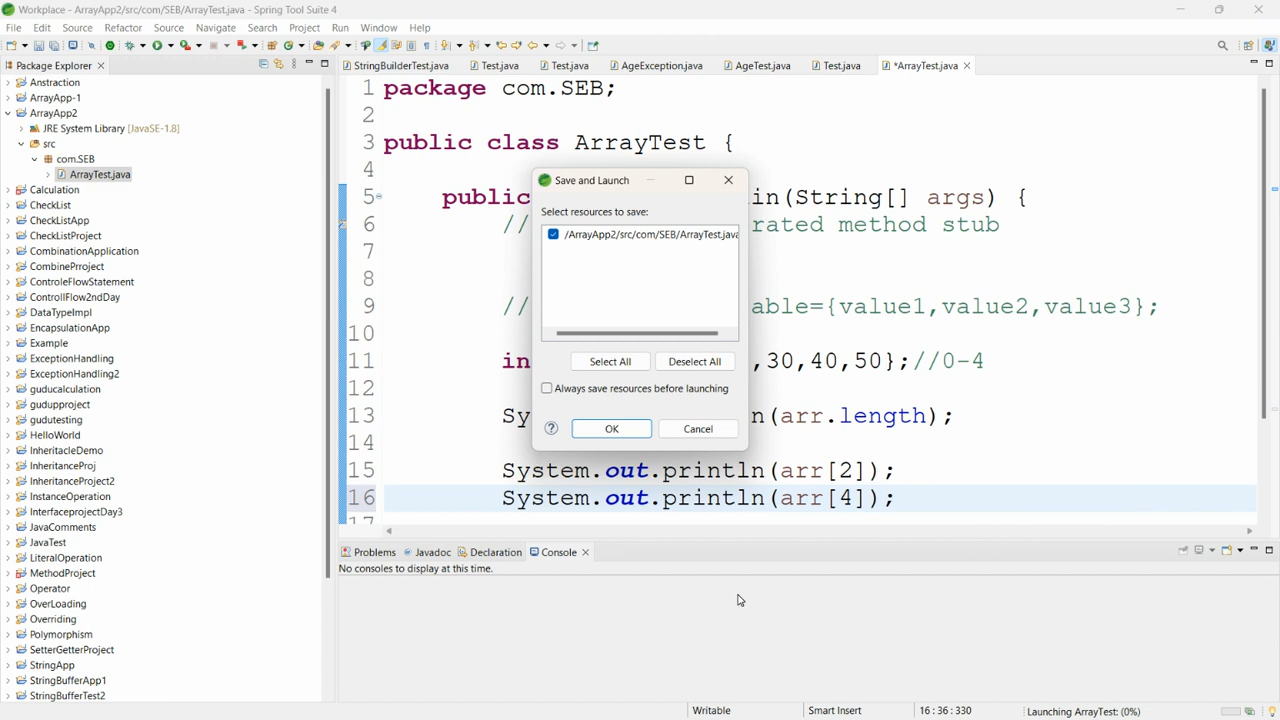 Workplace - ArrayApp2/src/com/SEB/ArrayTest.java - Spring Tool Suite 4
File Edit Source Refactor Source Navigate Search Project Run Window Help
Package Explorer
Anstraction
ArrayApp-1
ArrayApp2
JRE System Library [JavaSE-1.8]
src
com.SEB
ArrayTest.java
Calculation
CheckList
CheckListApp
CheckListProject
CombinationApplication
CombinePrroject
ControleFlowStatement
ControllFlow2ndDay
DataTypeImpl
EncapsulationApp
Example
ExceptionHandling
ExceptionHandling2
guducalculation
gudupproject
gudutesting
HelloWorld
InheritacleDemo
InheritanceProj
InheritanceProject2
InstanceOperation
InterfaceprojectDay3
JavaComments
JavaTest
LiteralOperation
MethodProject
Operator
OverLoading
Overriding
Polymorphism
SetterGetterProject
StringApp
StringBufferApp1
StringBufferTest2
StringBuilderTest.java Test.java Test.java AgeException.java AgeTest.java Test.java *ArrayTest.java
1 package com.SEB;
2
3 public class ArrayTest {
4
5 public in(String[] args) {
6 // rated method stub
7
8
9 // able={value1,value2,value3};
10
11 in ,30,40,50};//0-4
12
13 Sy n(arr.length);
14
15 System.out.println(arr[2]);
16 System.out.println(arr[4]);
17
Save and Launch
Select resources to save:
/ArrayApp2/src/com/SEB/ArrayTest.java
Select All Deselect All
Always save resources before launching
OK Cancel
Problems Javadoc Declaration Console
No consoles to display at this time.
Writable Smart Insert 16 : 36 : 330 Launching ArrayTest: (0%)